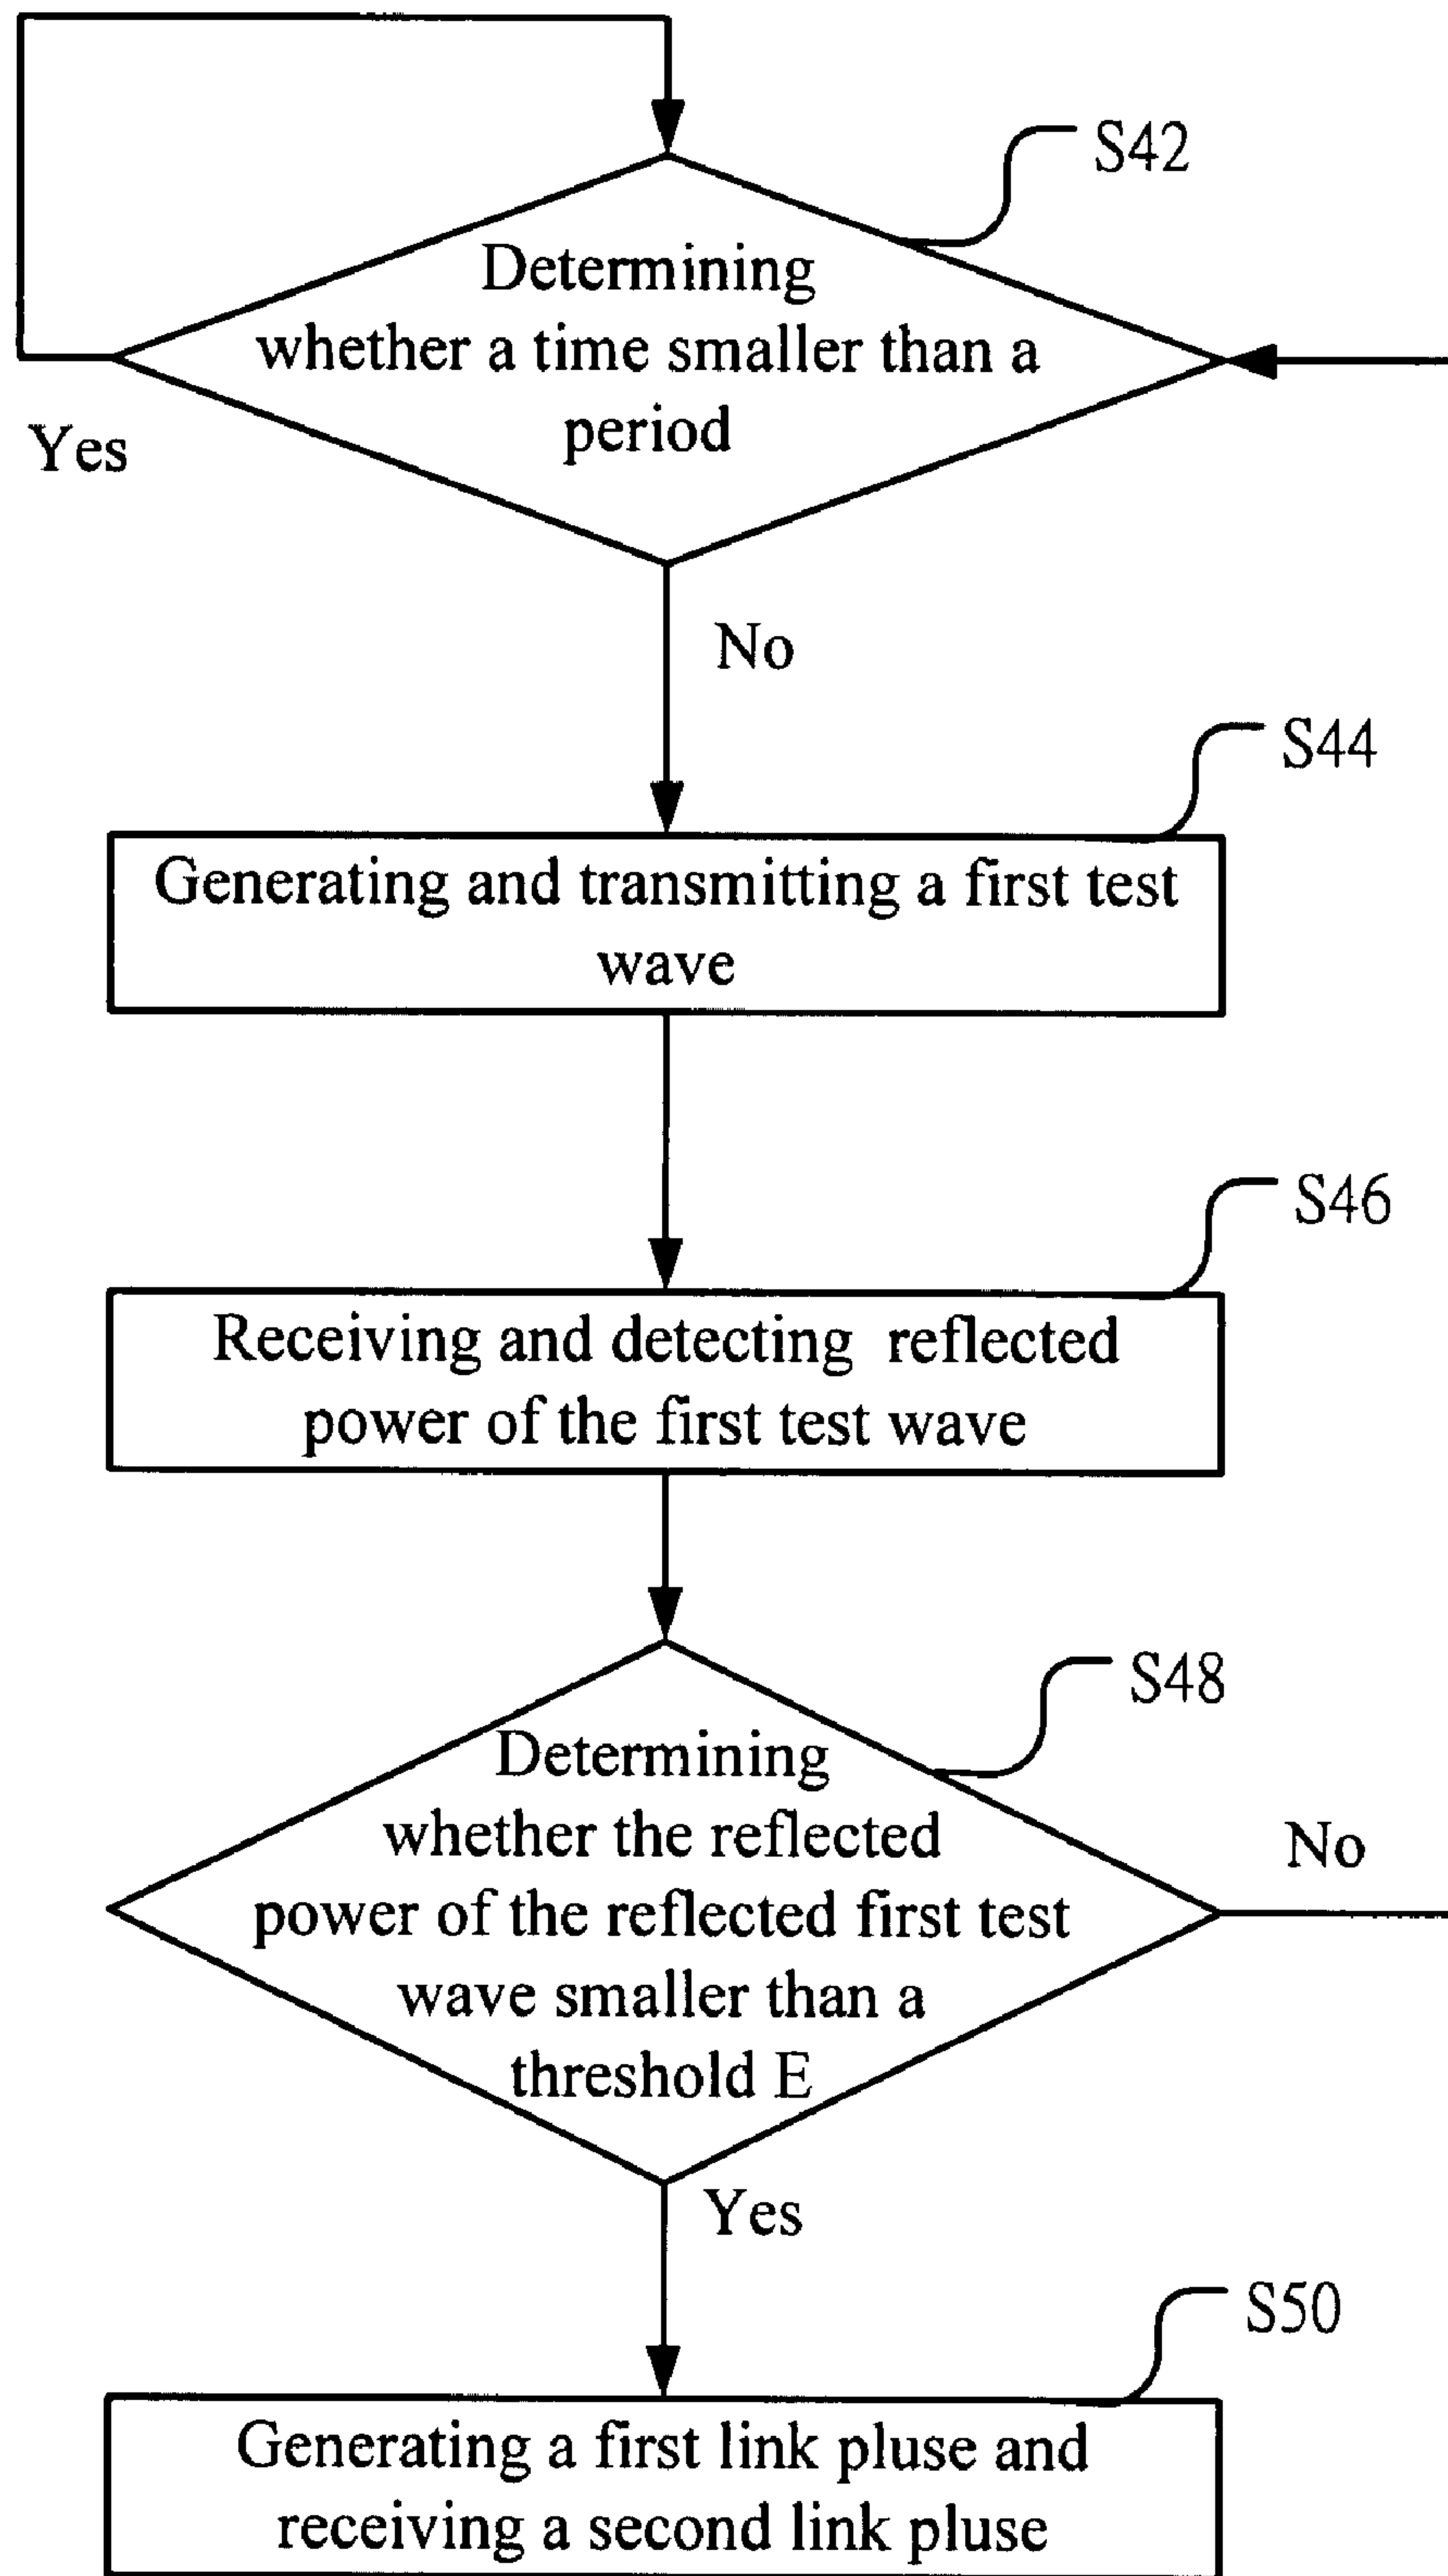 S42
Determining
whether a time smaller than a
period
Yes
No
S44
Generating and transmitting a first test
wave
S46
Receiving and detecting reflected
power of the first test wave
S48
Determining
whether the reflected
power of the reflected first test
wave smaller than a
threshold E
No
Yes
S50
Generating a first link pluse and
receiving a second link pluse